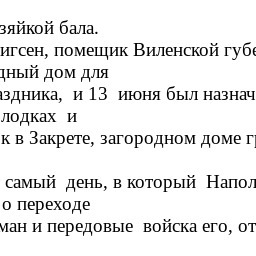 зяйкой бала.
игсен, помещик Виленской губе
дный дом для
здника, и 13 июня был назнач
лодках и
к в Закрете, загородном доме г
самый день, в который Напол
о переходе
ман и передовые войска его, от